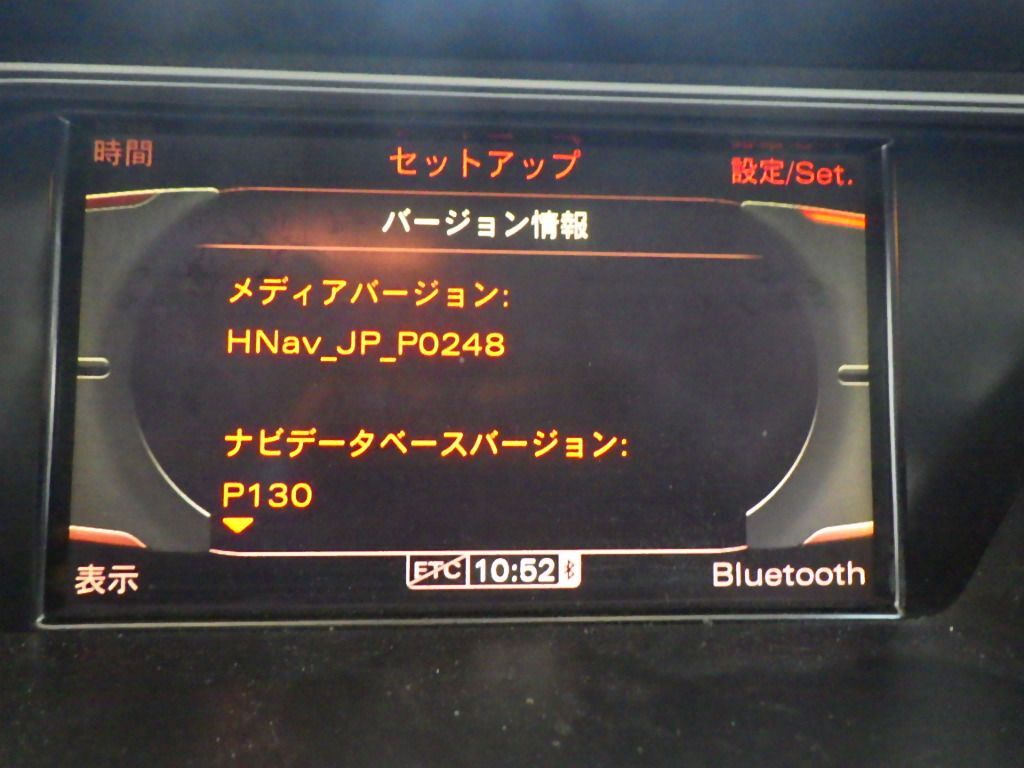 時間
セットアップ
設定/Set.
バージョン情報
メディアバージョン:
HNav_JP_P0248
ナビデータベースバージョン:
P130
表示
ETC 10:52
Bluetooth